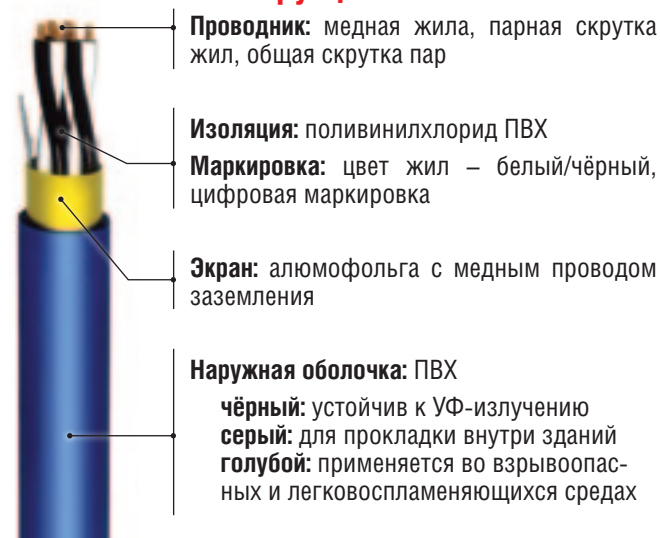 Проводник: медная жила, парная скрутка
жил, общая скрутка пар
Изоляция: поливинилхлорид ПВХ
Маркировка: цвет жил – белый/чёрный,
цифровая маркировка
Экран: алюмофольга с медным проводом
заземления
Наружная оболочка: ПВХ
чёрный: устойчив к УФ-излучению
серый: для прокладки внутри зданий
голубой: применяется во взрывоопас-
ных и легковоспламеняющихся средах